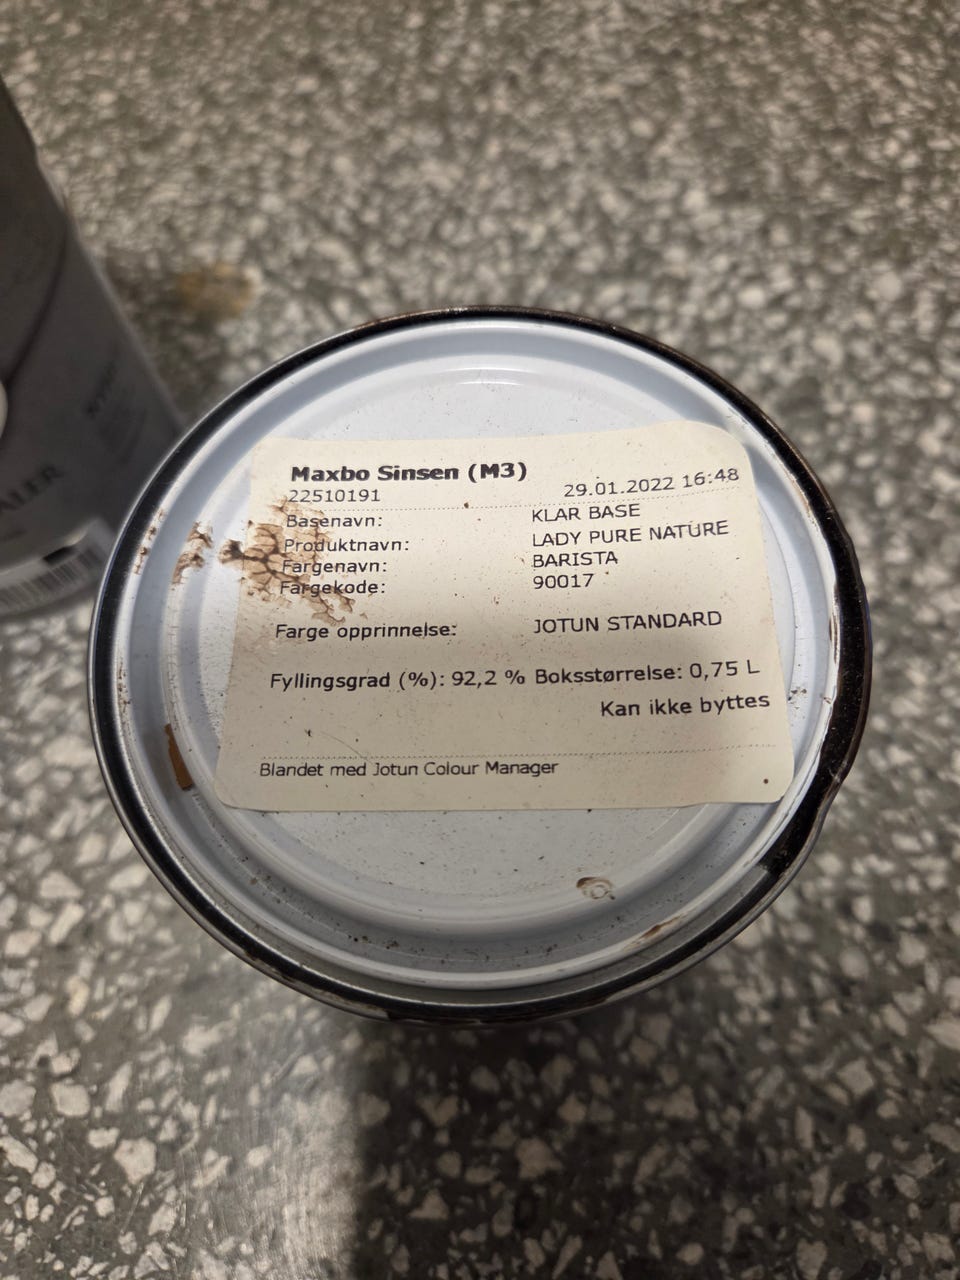 Maxbo Sinsen (M3)
22510191 29.01.2022 16:48
Basenavn: KLAR BASE
Produktnavn: LADY PURE NATURE
Fargenavn: BARISTA
Fargekode: 90017
Farge opprinnelse: JOTUN STANDARD
Fyllingsgrad (%): 92,2 % Boksstørrelse: 0,75 L
Kan ikke byttes
Blandet med Jotun Colour Manager